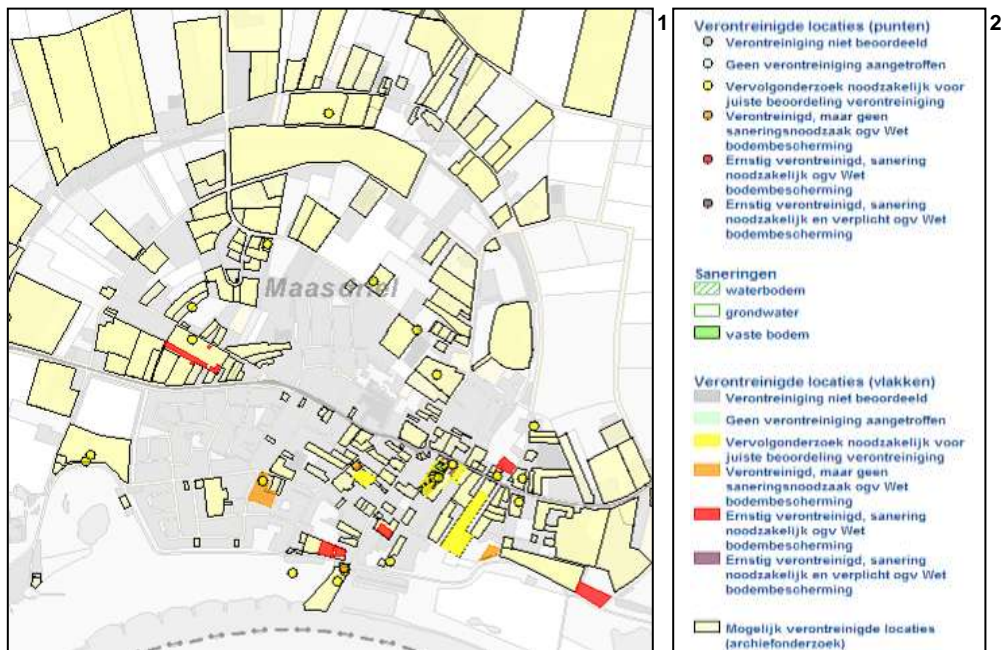 1
Maasdriel
2
Verontreinigde locaties (punten)
Verontreiniging niet beoordeeld
Geen verontreiniging aangetroffen
Vervolgonderzoek noodzakelijk voor
juiste beoordeling verontreiniging
Verontreinigd, maar geen
saneringsnoodzaak ogv Wet
bodembescherming
Ernstig verontreinigd, sanering
noodzakelijk ogv Wet
bodembescherming
Ernstig verontreinigd, sanering
noodzakelijk en verplicht ogv Wet
bodembescherming
Saneringen
waterbodem
grondwater
vaste bodem
Verontreinigde locaties (vlakken)
Verontreiniging niet beoordeeld
Geen verontreiniging aangetroffen
Vervolgonderzoek noodzakelijk voor
juiste beoordeling verontreiniging
Verontreinigd, maar geen
saneringsnoodzaak ogv Wet
bodembescherming
Ernstig verontreinigd, sanering
noodzakelijk ogv Wet
bodembescherming
Ernstig verontreinigd, sanering
noodzakelijk en verplicht ogv Wet
bodembescherming
Mogelijk verontreinigde locaties
(archiefonderzoek)